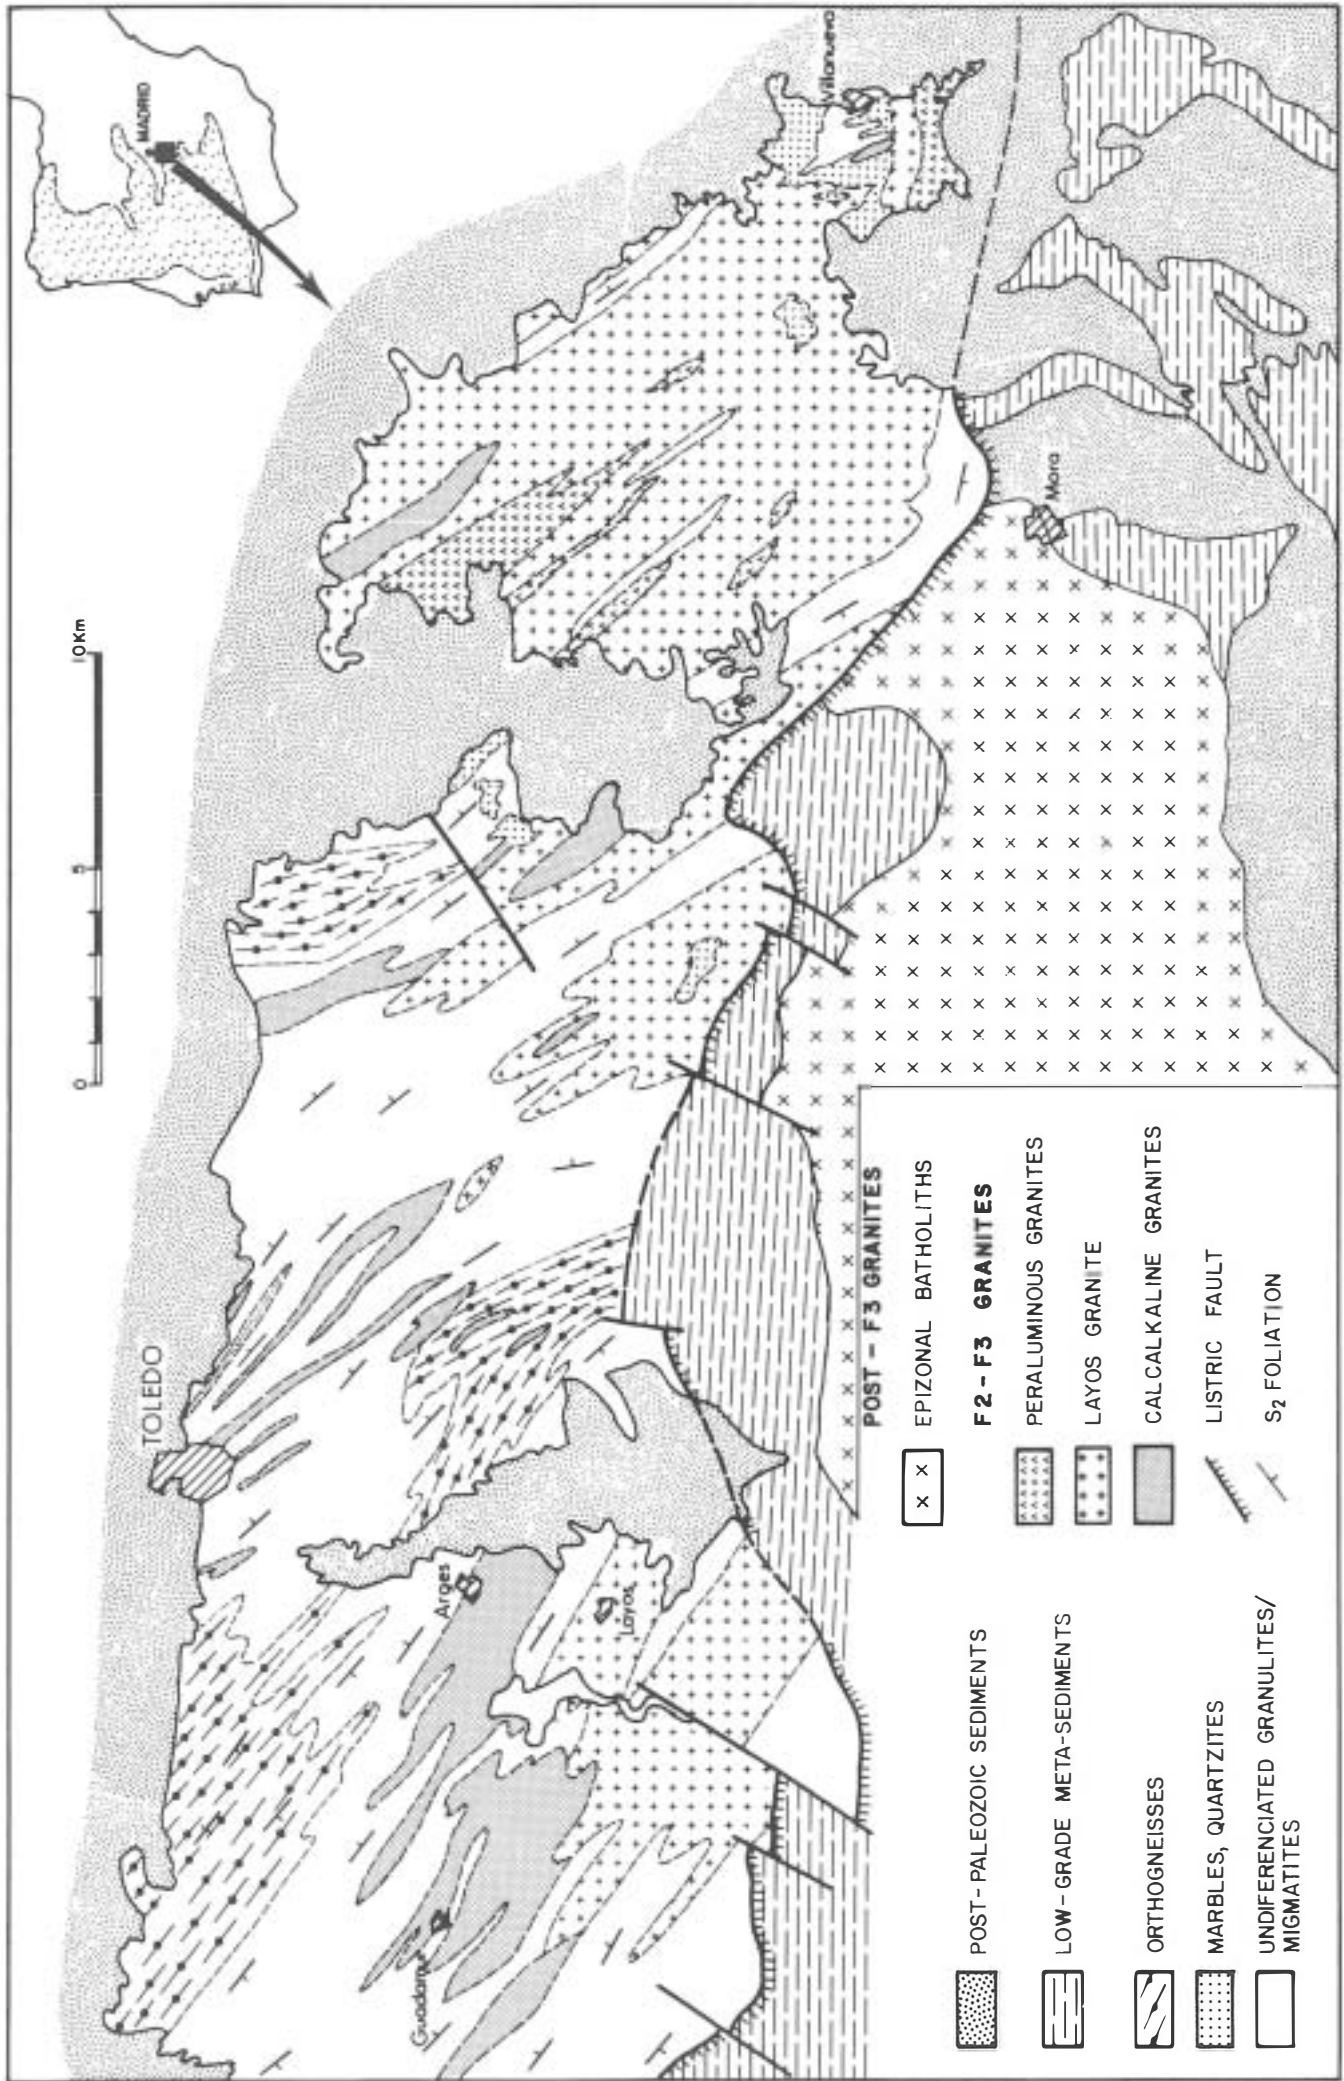 MADRID
Villanueva
0
5
10Km
TOLEDO
Mora
Arges
Layos
POST-PALEOZOIC SEDIMENTS
LOW-GRADE META-SEDIMENTS
ORTHOGNEISSES
MARBLES, QUARTZITES
UNDIFERENCIATED GRANULITES/
MIGMATITES
POST-F3 GRANITES
EPIZONAL BATHOLITHS
F2-F3 GRANITES
PERALUMINOUS GRANITES
LAYOS GRANITE
CALCALKALINE GRANITES
LISTRIC FAULT
S2 FOLIATION